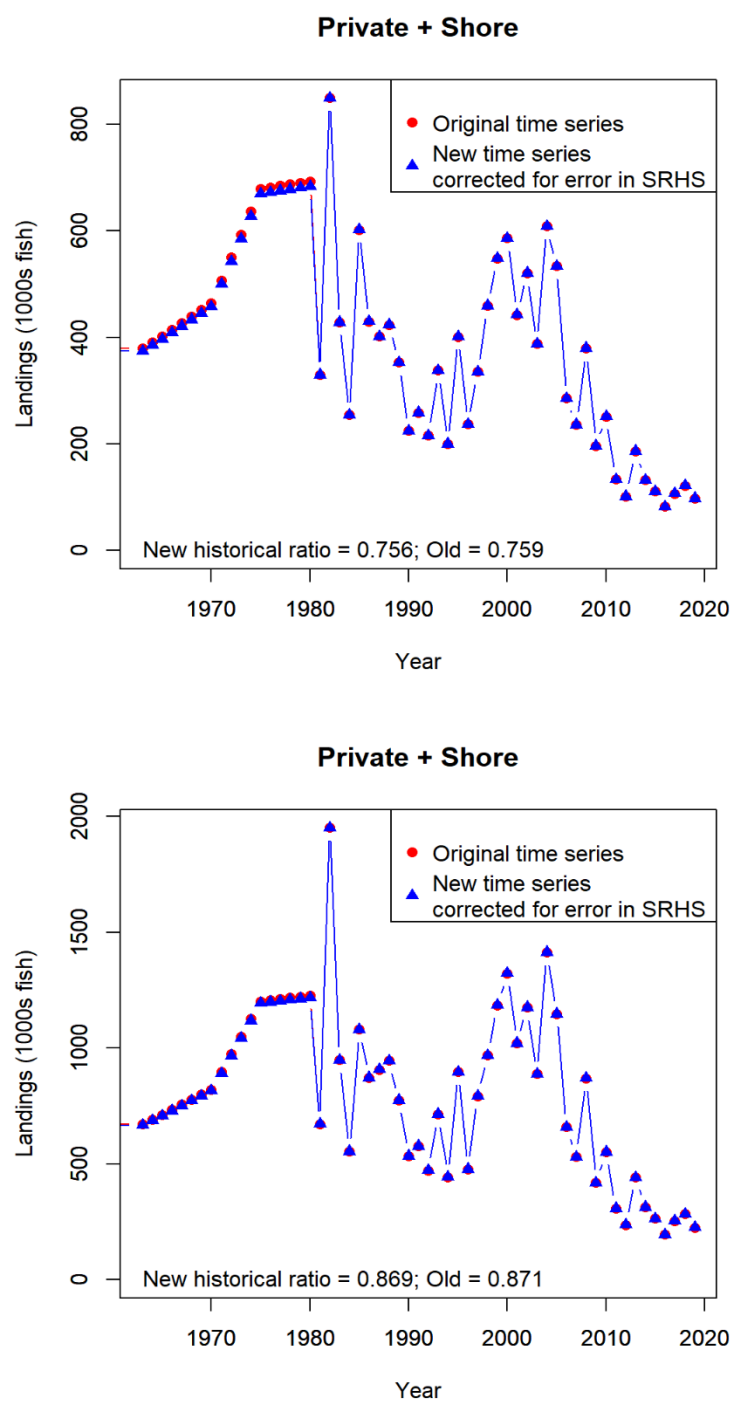 Private + Shore
800
600
400
200
0
Landings (1000s fish)
Original time series
New time series
corrected for error in SRHS
New historical ratio = 0.756; Old = 0.759
1970 1980 1990 2000 2010 2020
Year
Private + Shore
2000
1500
1000
500
0
Landings (1000s fish)
Original time series
New time series
corrected for error in SRHS
New historical ratio = 0.869; Old = 0.871
1970 1980 1990 2000 2010 2020
Year